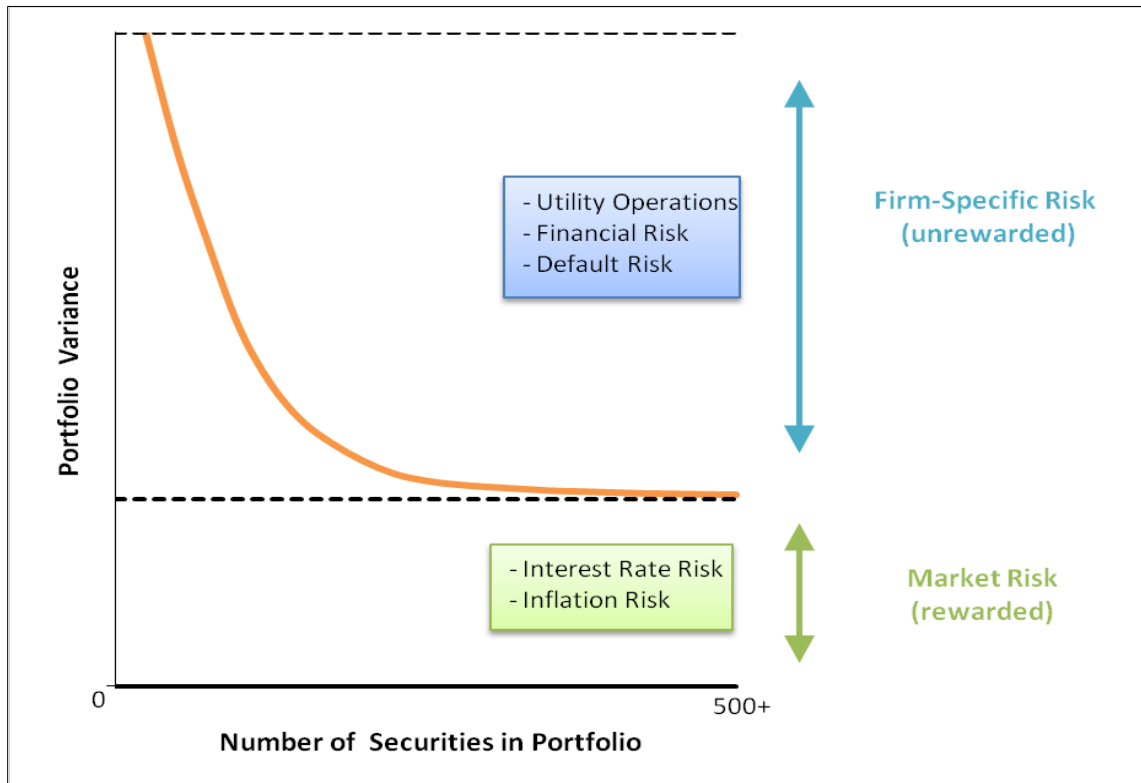 - Utility Operations
- Financial Risk
- Default Risk
Firm-Specific Risk
(unrewarded)
Portfolio Variance
- Interest Rate Risk
- Inflation Risk
Market Risk
(rewarded)
0
500+
Number of Securities in Portfolio